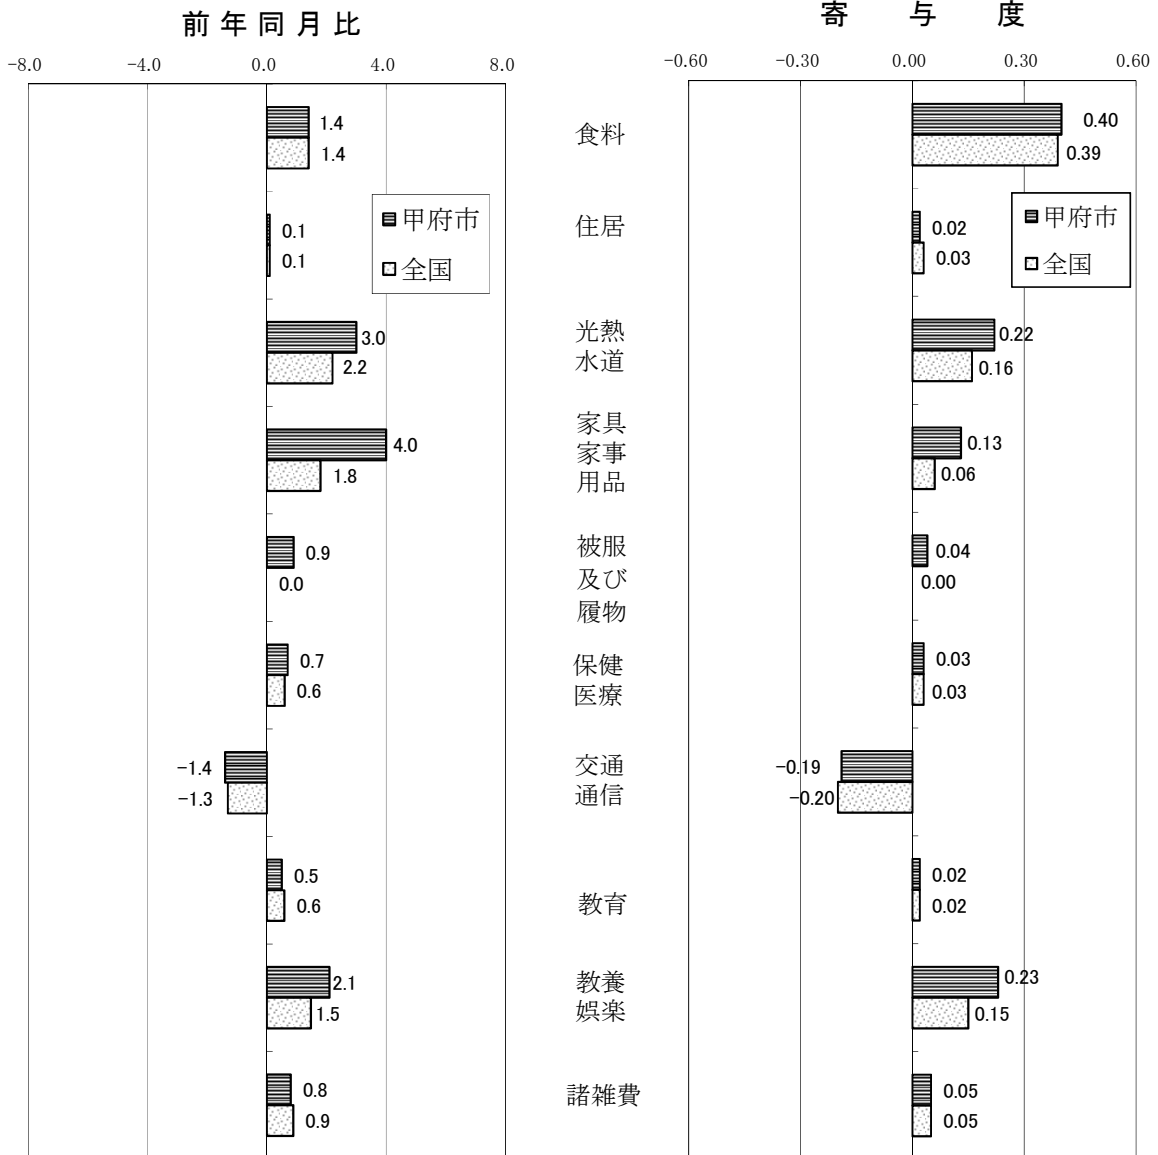 前年同月比
-8.0 -4.0 0.0 4.0 8.0
1.4
1.4
0.1
0.1
甲府市
全国
3.0
2.2
4.0
1.8
0.9
0.0
0.7
0.6
-1.4
-1.3
0.5
0.6
2.1
1.5
0.8
0.9
食料
住居
光熱
水道
家具
家事
用品
被服
及び
履物
保健
医療
交通
通信
教育
教養
娯楽
諸雑費
寄与度
-0.60 -0.30 0.00 0.30 0.60
0.40
0.39
0.02
0.03
甲府市
全国
0.22
0.16
0.13
0.06
0.04
0.00
0.03
0.03
-0.19
-0.20
0.02
0.02
0.23
0.15
0.05
0.05